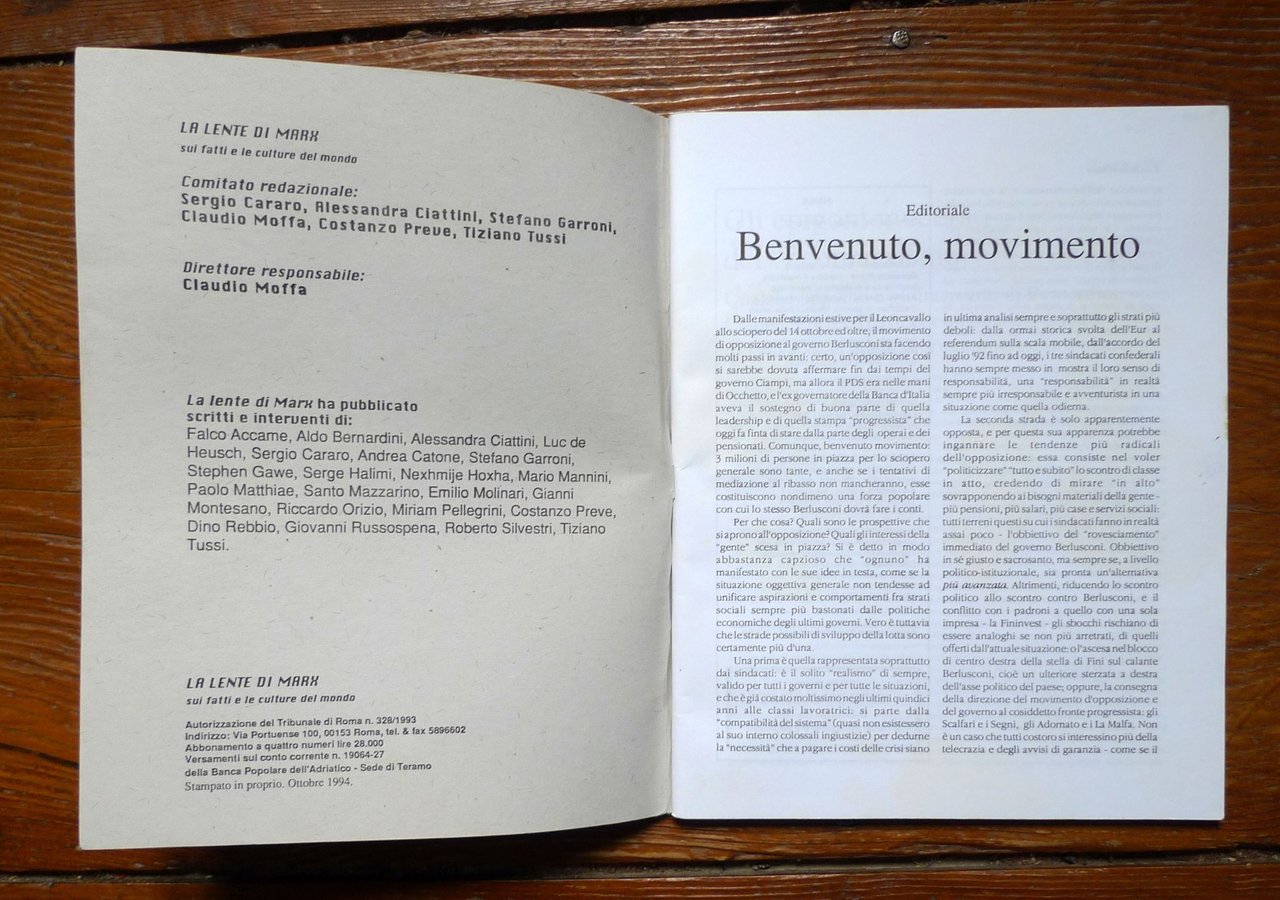 LA LENTE DI MARX
sui fatti e le culture del mondo
Comitato redazionale:
Sergio Cararo, Alessandra Ciattini, Stefano Garroni,
Claudio Moffa, Costanzo Preve, Tiziano Tussi
Direttore responsabile:
Claudio Moffa
La lente di Marx ha pubblicato
scritti e interventi di:
Falco Accame, Aldo Bernardini, Alessandra Ciattini, Luc de
Heusch, Sergio Cararo, Andrea Catone, Stefano Garroni,
Stephen Gawe, Serge Halimi, Nexhmije Hoxha, Mario Mannini,
Paolo Matthiae, Santo Mazzarino, Emilio Molinari, Gianni
Montesano, Riccardo Orizio, Miriam Pellegrini, Costanzo Preve,
Dino Rebbio, Giovanni Russospena, Roberto Silvestri, Tiziano
Tussi.
LA LENTE DI MARX
sui fatti e le culture del mondo
Autorizzazione del Tribunale di Roma n. 328/1993
Indirizzo: Via Portuense 100, 00153 Roma, tel. & fax 5896602
Abbonamento a quattro numeri lire 28.000
Versamenti sul conto corrente n. 19064-27
della Banca Popolare dell'Adriatico - Sede di Teramo
Stampato in proprio. Ottobre 1994.
Editoriale
Benvenuto, movimento
Dalle manifestazioni estive per il Leoncavallo
allo sciopero del 14 ottobre ed oltre, il movimento
di opposizione al governo Berlusconi sta facendo
molti passi in avanti: certo, un'opposizione così
si sarebbe dovuta affermare fin dai tempi del
governo Ciampi, ma allora il PDS era nelle mani
di Occhetto, e l'ex governatore della Banca d'Italia
aveva il sostegno di buona parte di quella
leadership e di quella stampa "progressista" che
oggi fa finta di stare dalla parte degli operai e dei
pensionati. Comunque, benvenuto movimento:
3 milioni di persone in piazza per lo sciopero
generale sono tante, e anche se i tentativi di
mediazione al ribasso non mancheranno, esse
costituiscono nondimeno una forza popolare
con cui lo stesso Berlusconi dovrà fare i conti.
Per che cosa? Quali sono le prospettive che
si aprono all'opposizione? Quali gli interessi della
"gente" scesa in piazza? Si è detto in modo
abbastanza capzioso che "ognuno" ha
manifestato con le sue idee in testa, come se la
situazione oggettiva generale non tendesse ad
unificare aspirazioni e comportamenti fra strati
sociali sempre più bastonati dalle politiche
economiche degli ultimi governi. Vero è tuttavia
che le strade possibili di sviluppo della lotta sono
certamente più d'una.
Una prima è quella rappresentata soprattutto
dai sindacati: è il solito "realismo" di sempre,
valido per tutti i governi e per tutte le situazioni,
e che è già costato moltissimo negli ultimi quindici
anni alle classi lavoratrici: si parte dalla
"compatibilità del sistema" (quasi non esistessero
al suo interno colossali ingiustizie) per dedurne
la "necessità" che a pagare i costi delle crisi siano
in ultima analisi sempre e soprattutto gli strati più
deboli: dalla ormai storica svolta dell'Eur al
referendum sulla scala mobile, dall'accordo del
luglio '92 fino ad oggi, i tre sindacati confederali
hanno sempre messo in mostra il loro senso di
responsabilità, una "responsabilità" in realtà
sempre più irresponsabile e avventurista in una
situazione come quella odierna.
La seconda strada è solo apparentemente
opposta, e per questa sua apparenza potrebbe
ingannare le tendenze più radicali
dell'opposizione: essa consiste nel voler
"politicizzare" "tutto e subito" lo scontro di classe
in atto, credendo di mirare "in alto"
sovrapponendo ai bisogni materiali della gente -
più pensioni, più salari, più case e servizi sociali:
tutti terreni questi su cui i sindacati fanno in realtà
assai poco - l'obbiettivo del "rovesciamento"
immediato del governo Berlusconi. Obbiettivo
in sé giusto e sacrosanto, ma sempre se, a livello
politico-istituzionale, sia pronta un'alternativa
più avanzata. Altrimenti, riducendo lo scontro
politico allo scontro contro Berlusconi, e il
conflitto con i padroni a quello con una sola
impresa - la Fininvest - gli sbocchi rischiano di
essere analoghi se non più arretrati, di quelli
offerti dall'attuale situazione: o l'ascesa nel blocco
di centro destra della stella di Fini sul calante
Berlusconi, cioè un ulteriore sterzata a destra
dell'asse politico del paese; oppure, la consegna
della direzione del movimento d'opposizione e
del governo al cosiddetto fronte progressista: gli
Scalfari e i Segni, gli Adornato e i La Malfa. Non
è un caso che tutti costoro si interessino più della
telecrazia e degli avvisi di garanzia - come se il